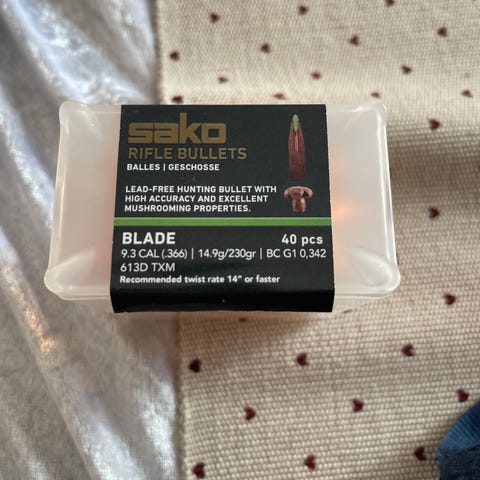 sako
RIFLE BULLETS
BALLES | GESCHOSSE
LEAD-FREE HUNTING BULLET WITH
HIGH ACCURACY AND EXCELLENT
MUSHROOMING PROPERTIES.
BLADE 40 pcs
9.3 CAL (.366) | 14.9g/230gr | BC G1 0,342
613D TXM
Recommended twist rate 14" or faster